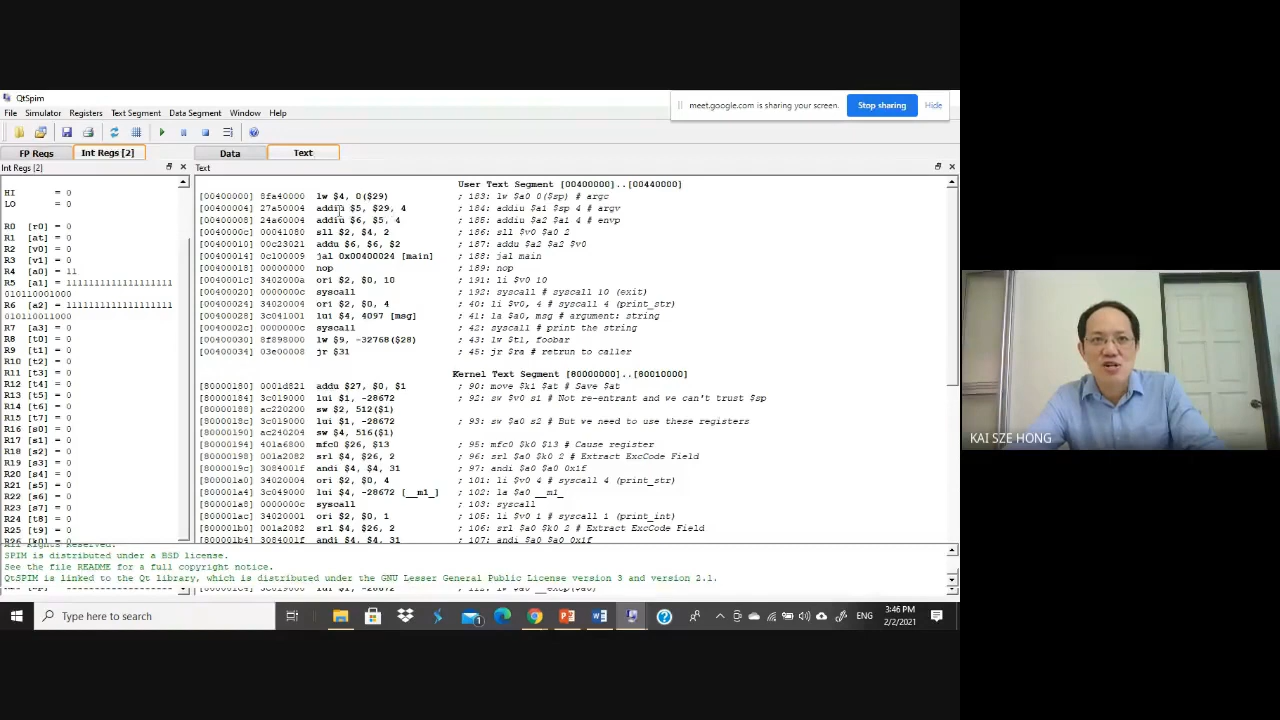 QtSpim
File Simulator Registers Text Segment Data Segment Window Help
meet.google.com is sharing your screen. Stop sharing Hide
FP Regs Int Regs [2] Data Text
Int Regs [2] Text
HI = 0
LO = 0
R0 [r0] = 0
R1 [at] = 0
R2 [v0] = 0
R3 [v1] = 0
R4 [a0] = 11
R5 [a1] = 1111111111111111111
010110001000
R6 [a2] = 1111111111111111111
010110011000
R7 [a3] = 0
R8 [t0] = 0
R9 [t1] = 0
R10 [t2] = 0
R11 [t3] = 0
R12 [t4] = 0
R13 [t5] = 0
R14 [t6] = 0
R15 [t7] = 0
R16 [s0] = 0
R17 [s1] = 0
R18 [s2] = 0
R19 [s3] = 0
R20 [s4] = 0
R21 [s5] = 0
R22 [s6] = 0
R23 [s7] = 0
R24 [t8] = 0
R25 [t9] = 0
R26 [k0] = 0
User Text Segment [00400000]..[00440000]
[00400000] 8fa40000 lw $4, 0($29) ; 183: lw $a0 0($sp) # argc
[00400004] 27a50004 addiu $5, $29, 4 ; 184: addiu $a1 $sp 4 # argv
[00400008] 24a60004 addiu $6, $5, 4 ; 185: addiu $a2 $a1 4 # envp
[0040000c] 00041080 sll $2, $4, 2 ; 186: sll $v0 $a0 2
[00400010] 00c23021 addu $6, $6, $2 ; 187: addu $a2 $a2 $v0
[00400014] 0c100009 jal 0x00400024 [main] ; 188: jal main
[00400018] 00000000 nop ; 189: nop
[0040001c] 3402000a ori $2, $0, 10 ; 191: li $v0 10
[00400020] 0000000c syscall ; 192: syscall # syscall 10 (exit)
[00400024] 34020004 ori $2, $0, 4 ; 40: li $v0, 4 # syscall 4 (print_str)
[00400028] 3c041001 lui $4, 4097 [msg] ; 41: la $a0, msg # argument: string
[0040002c] 0000000c syscall ; 42: syscall # print the string
[00400030] 8f898000 lw $9, -32768($28) ; 43: lw $t1, foobar
[00400034] 03e00008 jr $31 ; 45: jr $ra # retrun to caller
Kernel Text Segment [80000000]..[80010000]
[80000180] 0001d821 addu $27, $0, $1 ; 90: move $k1 $at # Save $at
[80000184] 3c019000 lui $1, -28672 ; 92: sw $v0 s1 # Not re-entrant and we can't trust $sp
[80000188] ac220200 sw $2, 512($1)
[8000018c] 3c019000 lui $1, -28672 ; 93: sw $a0 s2 # But we need to use these registers
[80000190] ac240204 sw $4, 516($1)
[80000194] 401a6800 mfc0 $26, $13 ; 95: mfc0 $k0 $13 # Cause register
[80000198] 001a2082 srl $4, $26, 2 ; 96: srl $a0 $k0 2 # Extract ExcCode Field
[8000019c] 3084001f andi $4, $4, 31 ; 97: andi $a0 $a0 0x1f
[800001a0] 34020004 ori $2, $0, 4 ; 101: li $v0 4 # syscall 4 (print_str)
[800001a4] 3c049000 lui $4, -28672 [__m1_] ; 102: la $a0 __m1_
[800001a8] 0000000c syscall ; 103: syscall
[800001ac] 34020001 ori $2, $0, 1 ; 105: li $v0 1 # syscall 1 (print_int)
[800001b0] 001a2082 srl $4, $26, 2 ; 106: srl $a0 $k0 2 # Extract ExcCode Field
[800001b4] 3084001f andi $4, $4, 31 ; 107: andi $a0 $a0 0x1f
All Rights Reserved.
SPIM is distributed under a BSD license.
See the file README for a full copyright notice.
QtSPIM is linked to the Qt library, which is distributed under the GNU Lesser General Public License version 3 and version 2.1.
KAI SZE HONG
Type here to search
1
ENG
3:46 PM
2/2/2021